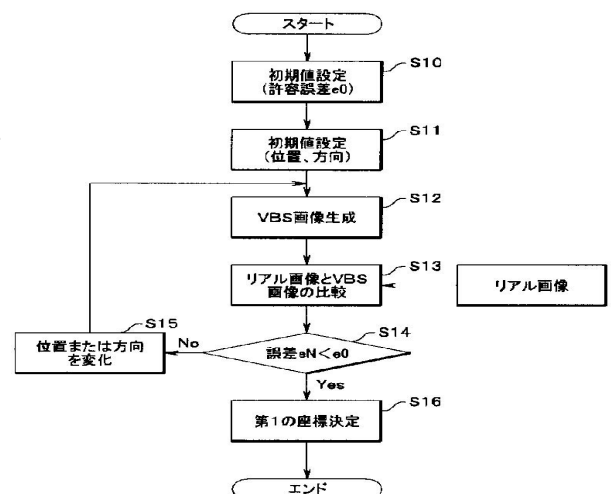 スタート
S10
初期値設定
(許容誤差e0)
S11
初期値設定
(位置、方向)
S12
VBS画像生成
S13
リアル画像とVBS
画像の比較
リアル画像
S14
誤差eN<e0
No
S15
位置または方向
を変化
Yes
S16
第1の座標決定
エンド